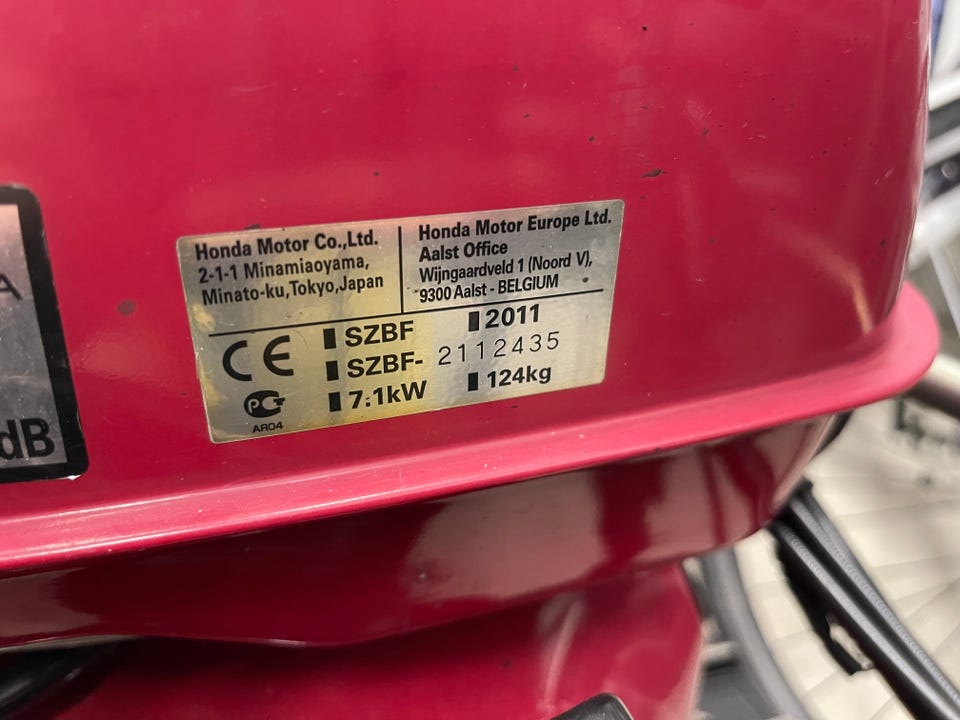 Honda Motor Co.,Ltd.
2-1-1 Minamiaoyama,
Minato-ku,Tokyo,Japan
Honda Motor Europe Ltd.
Aalst Office
Wijngaardveld 1 (Noord V),
9300 Aalst - BELGIUM
CE
SZBF
2011
SZBF- 2112435
7.1kW
124kg
PCT
AR04
A
dB